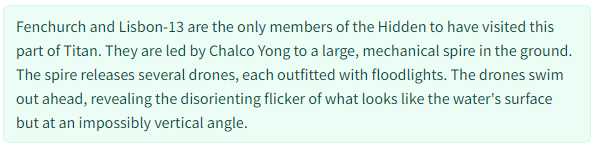 Fenchurch and Lisbon-13 are the only members of the Hidden to have visited this
part of Titan. They are led by Chalco Yong to a large, mechanical spire in the ground.
The spire releases several drones, each outfitted with floodlights. The drones swim
out ahead, revealing the disorienting flicker of what looks like the water's surface
but at an impossibly vertical angle.